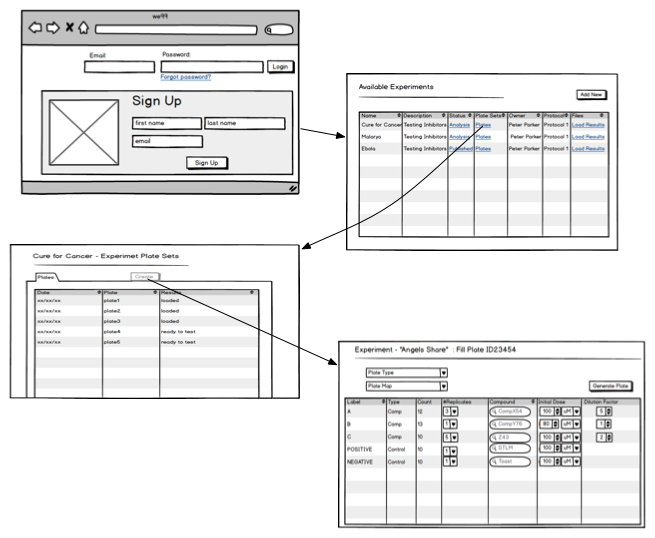 we99
Email: Password:
Login
Forgot password?
Sign Up
first name last name
email
Sign Up
Available Experiments
Add New
Name Description Status Plate Sets Owner Protocol Files
Cure for Cancer Testing Inhibitors Analysis Plates Peter Parker Protocol 1 Load Results
Malarya Testing Inhibitors Analysis Plates Peter Parker Protocol 1 Load Results
Ebola Testing Inhibitors Published Plates Peter Parker Protocol 1 Load Results
Cure for Cancer - Experimet Plate Sets
Plates Create
Date Plate Results
xx/xx/xx plate1 loaded
xx/xx/xx plate2 loaded
xx/xx/xx plate3 loaded
xx/xx/xx plate4 ready to test
xx/xx/xx plate5 ready to test
Experiment - "Angels Share" : Fill Plate ID23454
Plate Type
Plate Map Generate Plate
Label Type Count #Replicates Compound Initial Dose Dilution Factor
A Comp 12 3 CompX54 100 uM 5
B Comp 13 1 CompY76 80 uM 1
C Comp 10 5 Z43 100 uM 2
POSITIVE Control 10 1 STLM 100 uM
NEGATIVE Control 10 1 Toxat 100 uM